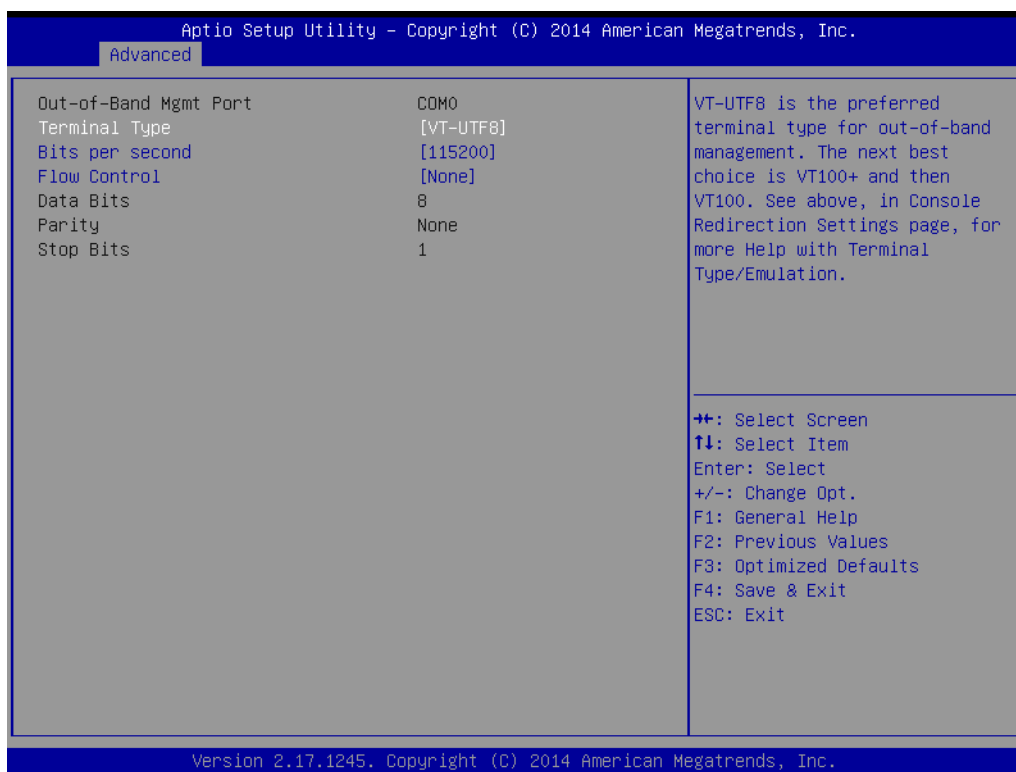 Aptio Setup Utility – Copyright (C) 2014 American Megatrends, Inc.
Advanced
Out-of-Band Mgmt Port COM0
Terminal Type [VT-UTF8]
Bits per second [115200]
Flow Control [None]
Data Bits 8
Parity None
Stop Bits 1
VT-UTF8 is the preferred
terminal type for out-of-band
management. The next best
choice is VT100+ and then
VT100. See above, in Console
Redirection Settings page, for
more Help with Terminal
Type/Emulation.
→←: Select Screen
↑↓: Select Item
Enter: Select
+/-: Change Opt.
F1: General Help
F2: Previous Values
F3: Optimized Defaults
F4: Save & Exit
ESC: Exit
Version 2.17.1245. Copyright (C) 2014 American Megatrends, Inc.